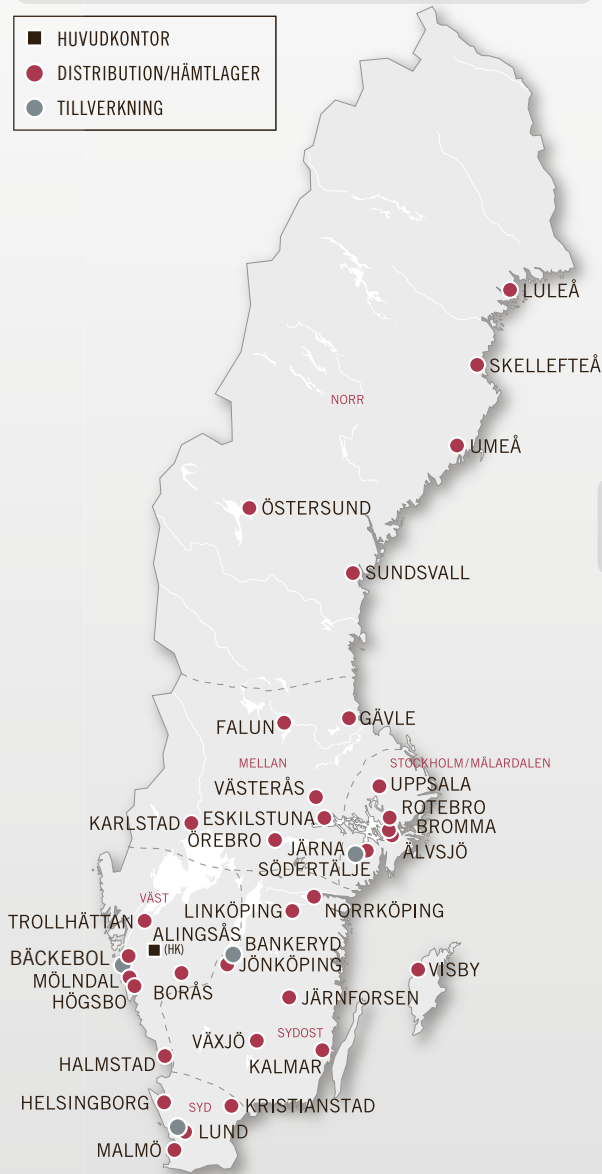 HUVUDKONTOR
DISTRIBUTION/HÄMTLAGER
TILLVERKNING
LULEÅ
SKELLEFTEÅ
NORR
UMEÅ
ÖSTERSUND
SUNDSVALL
FALUN
GÄVLE
MELLAN
STOCKHOLM/MÄLARDALEN
UPPSALA
VÄSTERÅS
ROTEBRO
KARLSTAD
ESKILSTUNA
BROMMA
ÖREBRO
JÄRNA
ÄLVSJÖ
SÖDERTÄLJE
VÄST
LINKÖPING
NORRKÖPING
TROLLHÄTTAN
ALINGSÅS
(HK)
BANKERYD
BÄCKEBOL
JÖNKÖPING
VISBY
MÖLNDAL
HÖGSBO
BORÅS
JÄRNFORSEN
SYDOST
VÄXJÖ
HALMSTAD
KALMAR
HELSINGBORG
SYD
KRISTIANSTAD
LUND
MALMÖ